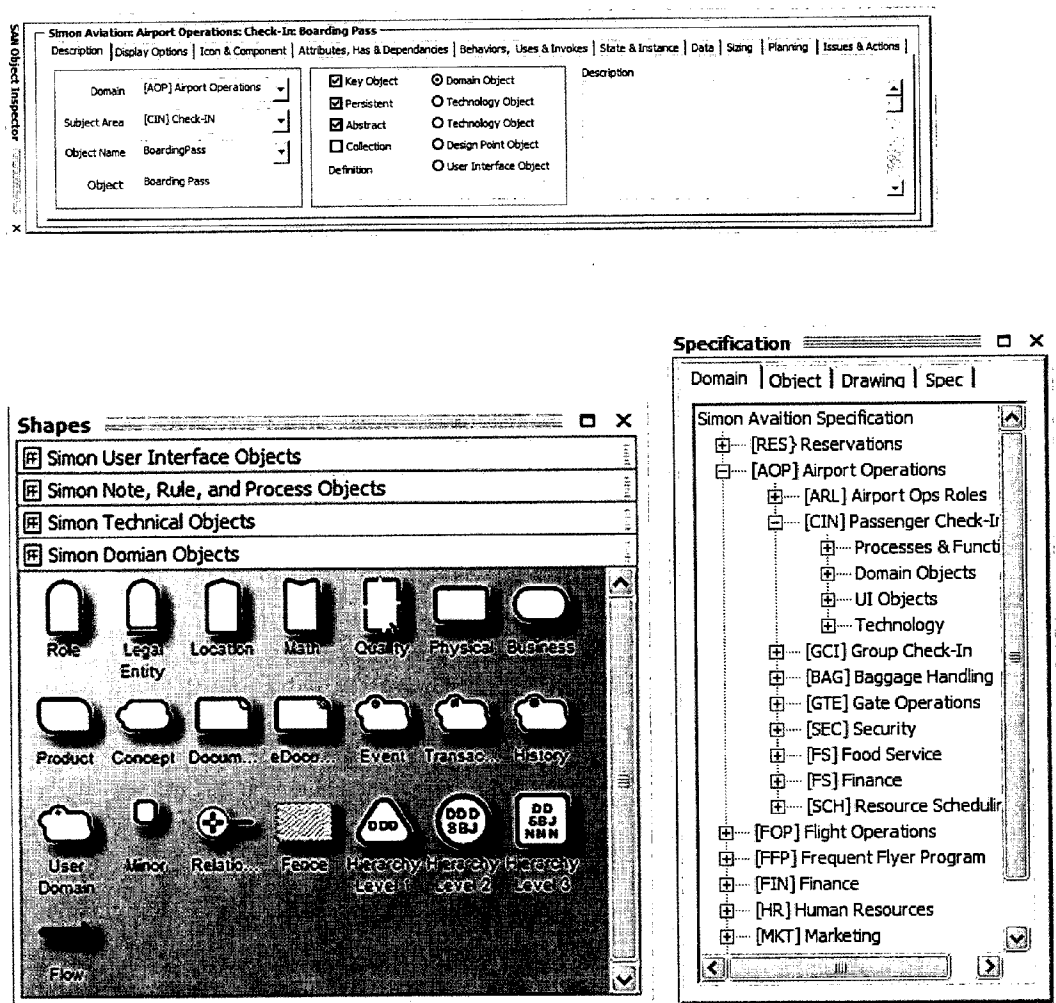 SAN Object Inspector
Simon Aviation: Airport Operations: Check-In: Boarding Pass
Description Display Options Icon & Component Attributes, Has & Dependancies Behaviors, Uses & Invokes State & Instance Data Sizing Planning Issues & Actions
Domain [AOP] Airport Operations
Subject Area [CIN] Check-IN
Object Name BoardingPass
Object Boarding Pass
Key Object Domain Object
Persistent Technology Object
Abstract Technology Object
Collection Design Point Object
Definition User Interface Object
Description
Shapes
Simon User Interface Objects
Simon Note, Rule, and Process Objects
Simon Technical Objects
Simon Domian Objects
Role Legal Entity Location Math Quality Physical Business
Product Concept Docum... eDocu... Event Transac... History
User Domain Minor Relatio... Fence Hierarchy Level 1 Hierarchy Level 2 Hierarchy Level 3
DDD
DDD
SBJ
DD
SBJ
NNN
Flow
Specification
Domain Object Drawing Spec
Simon Avaition Specification
[RES} Reservations
[AOP] Airport Operations
[ARL] Airport Ops Roles
[CIN] Passenger Check-Ir
Processes & Functi
Domain Objects
UI Objects
Technology
[GCI] Group Check-In
[BAG] Baggage Handling
[GTE] Gate Operations
[SEC] Security
[FS] Food Service
[FS] Finance
[SCH] Resource Schedulir
[FOP] Flight Operations
[FFP] Frequent Flyer Program
[FIN] Finance
[HR] Human Resources
[MKT] Marketing